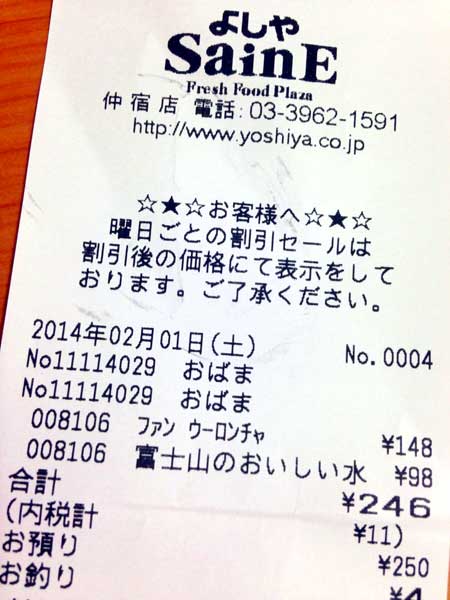 よしや
SainE
Fresh Food Plaza
仲宿店 電話:03-3962-1591
http://www.yoshiya.co.jp
☆★☆お客様へ☆★☆
曜日ごとの割引セールは
割引後の価格にて表示をして
おります。ご了承ください。
2014年02月01日(土) No.0004
No11114029 おばま
No11114029 おばま
008106 ファン ウーロンチャ ¥148
008106 富士山のおいしい水 ¥98
合計 ¥246
(内税計 ¥11)
お預り ¥250
お釣り ¥4